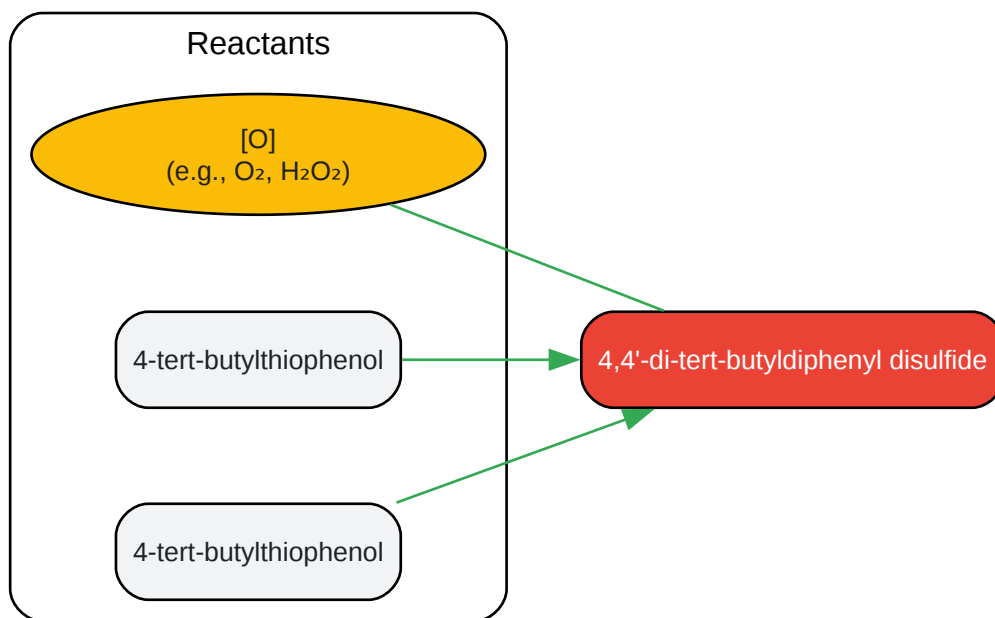 Reactants
[O]
(e.g., O₂, H₂O₂)
4-tert-butylthiophenol
4,4'-di-tert-butyldiphenyl disulfide
4-tert-butylthiophenol